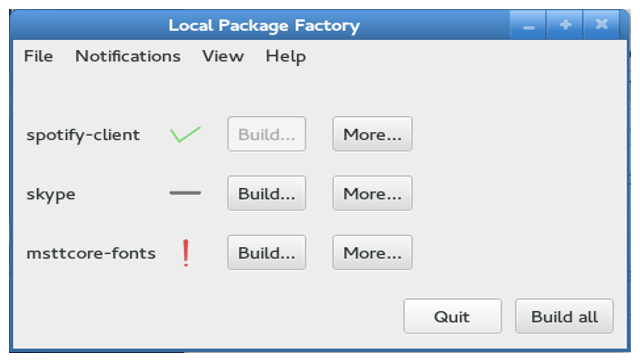 Local Package Factory
File Notifications View Help
spotify-client Build... More...
skype Build... More...
msttcore-fonts Build... More...
Quit Build all